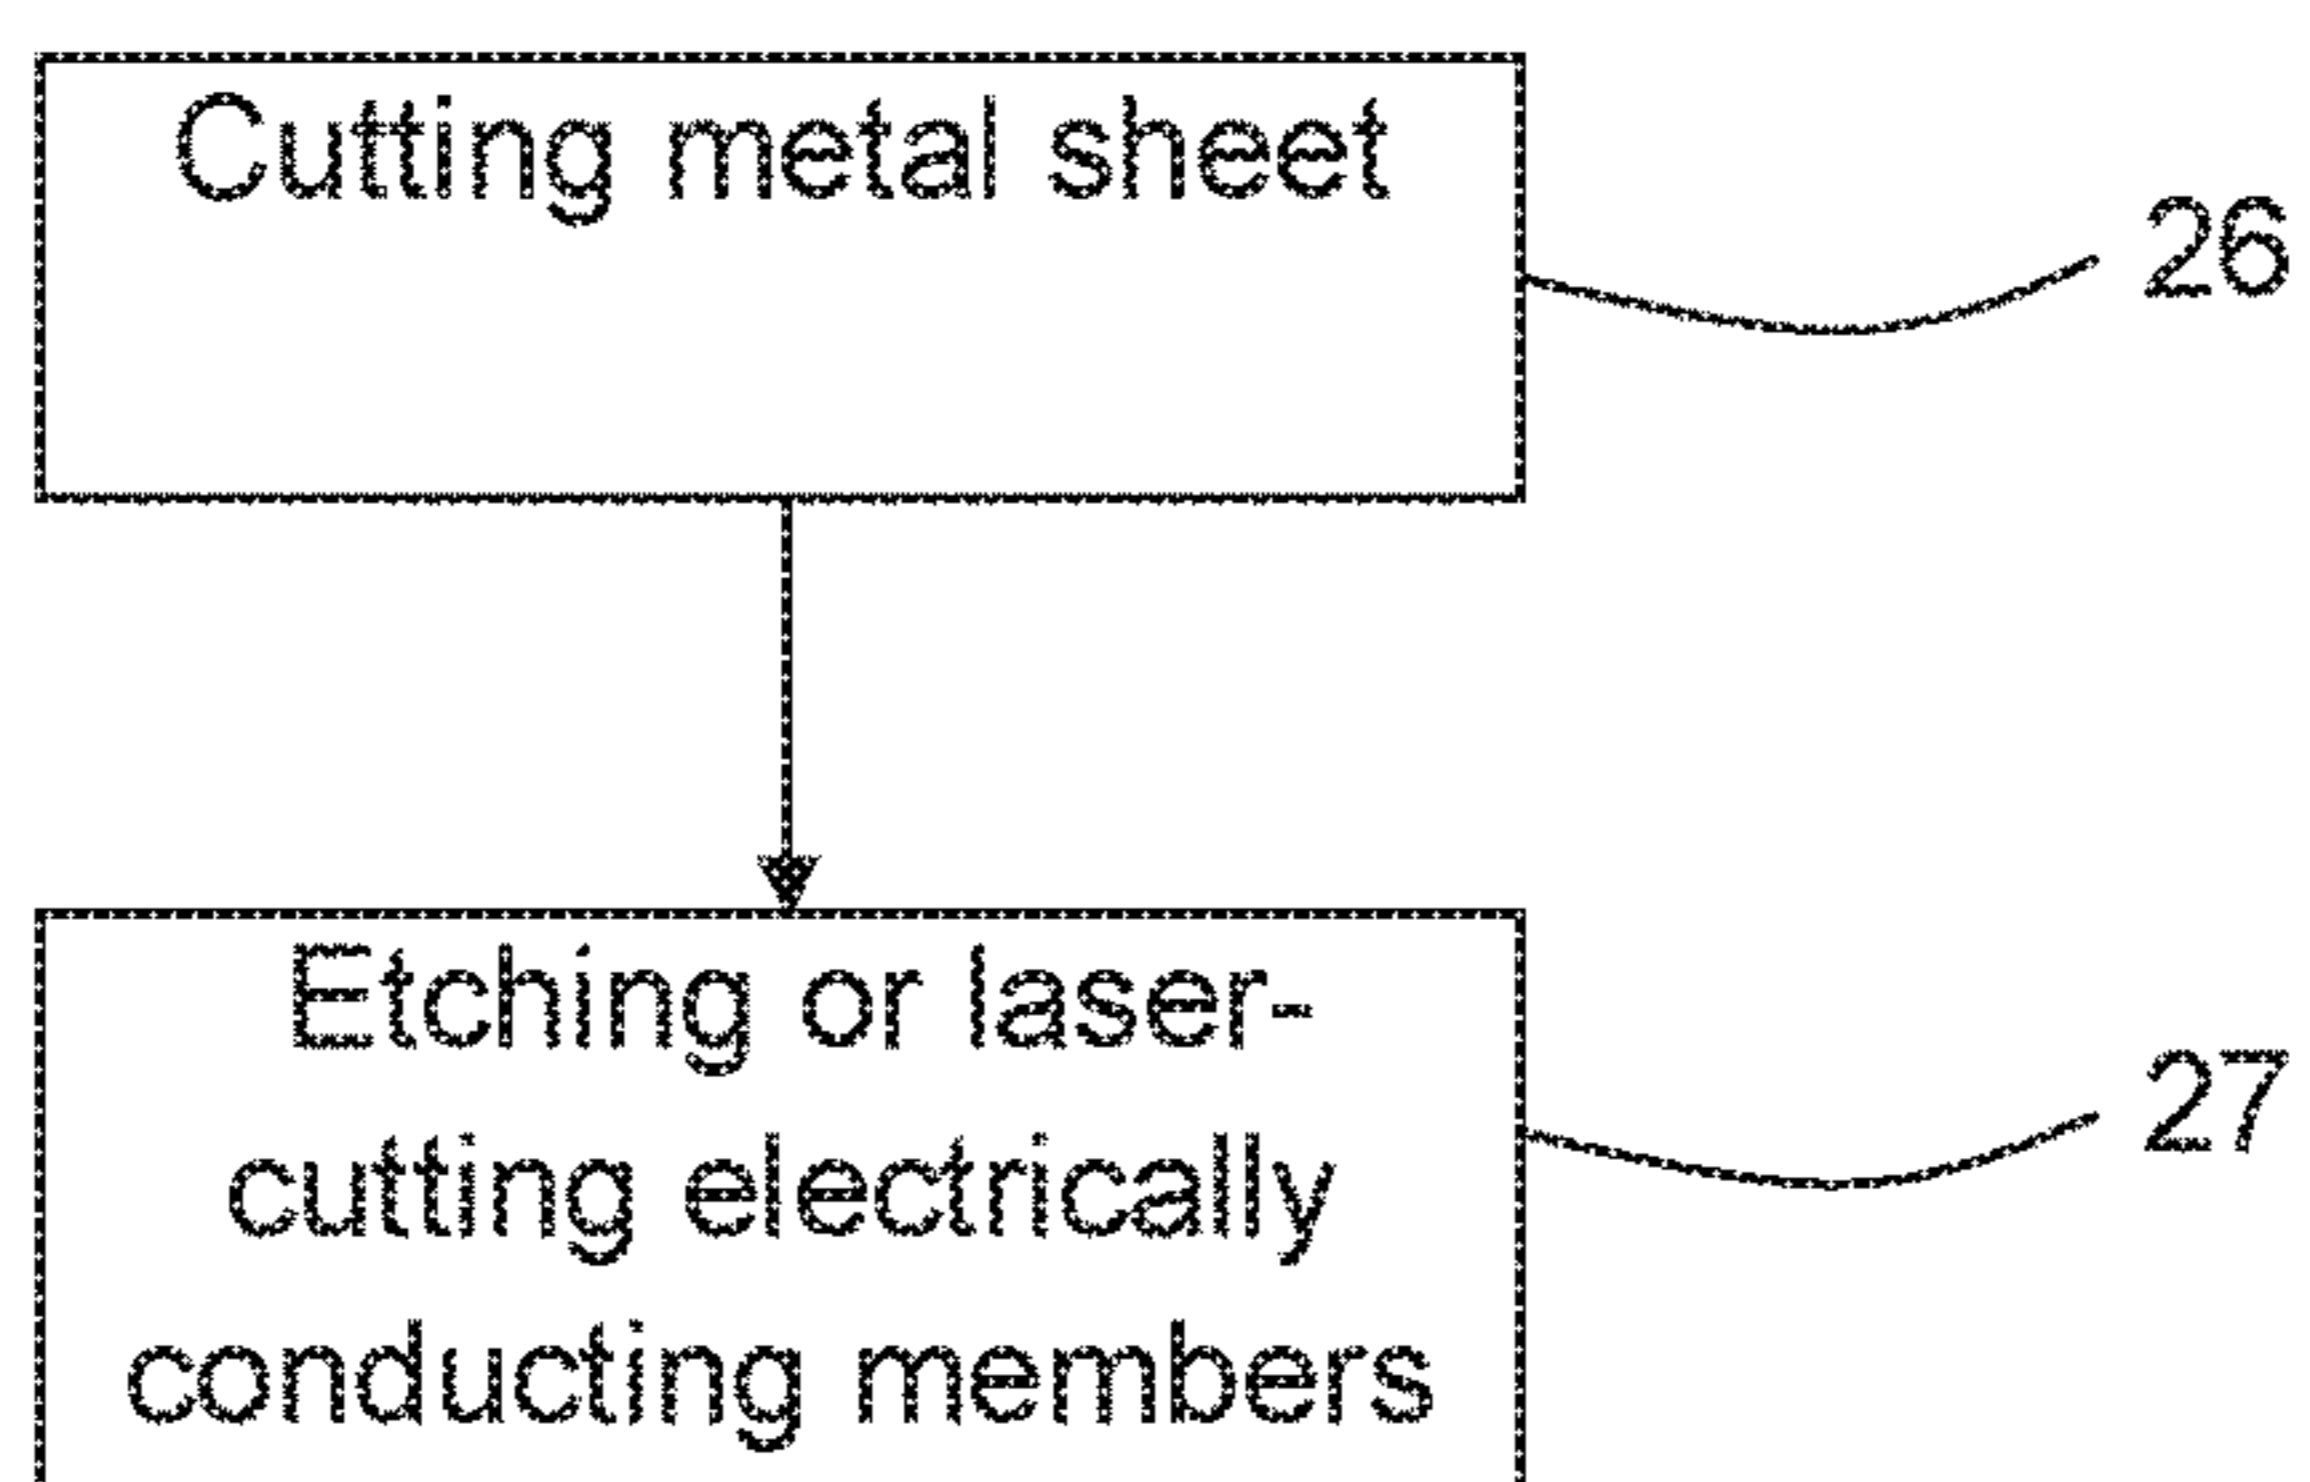 Cutting metal sheet
26
Etching or laser-
cutting electrically
conducting members
27